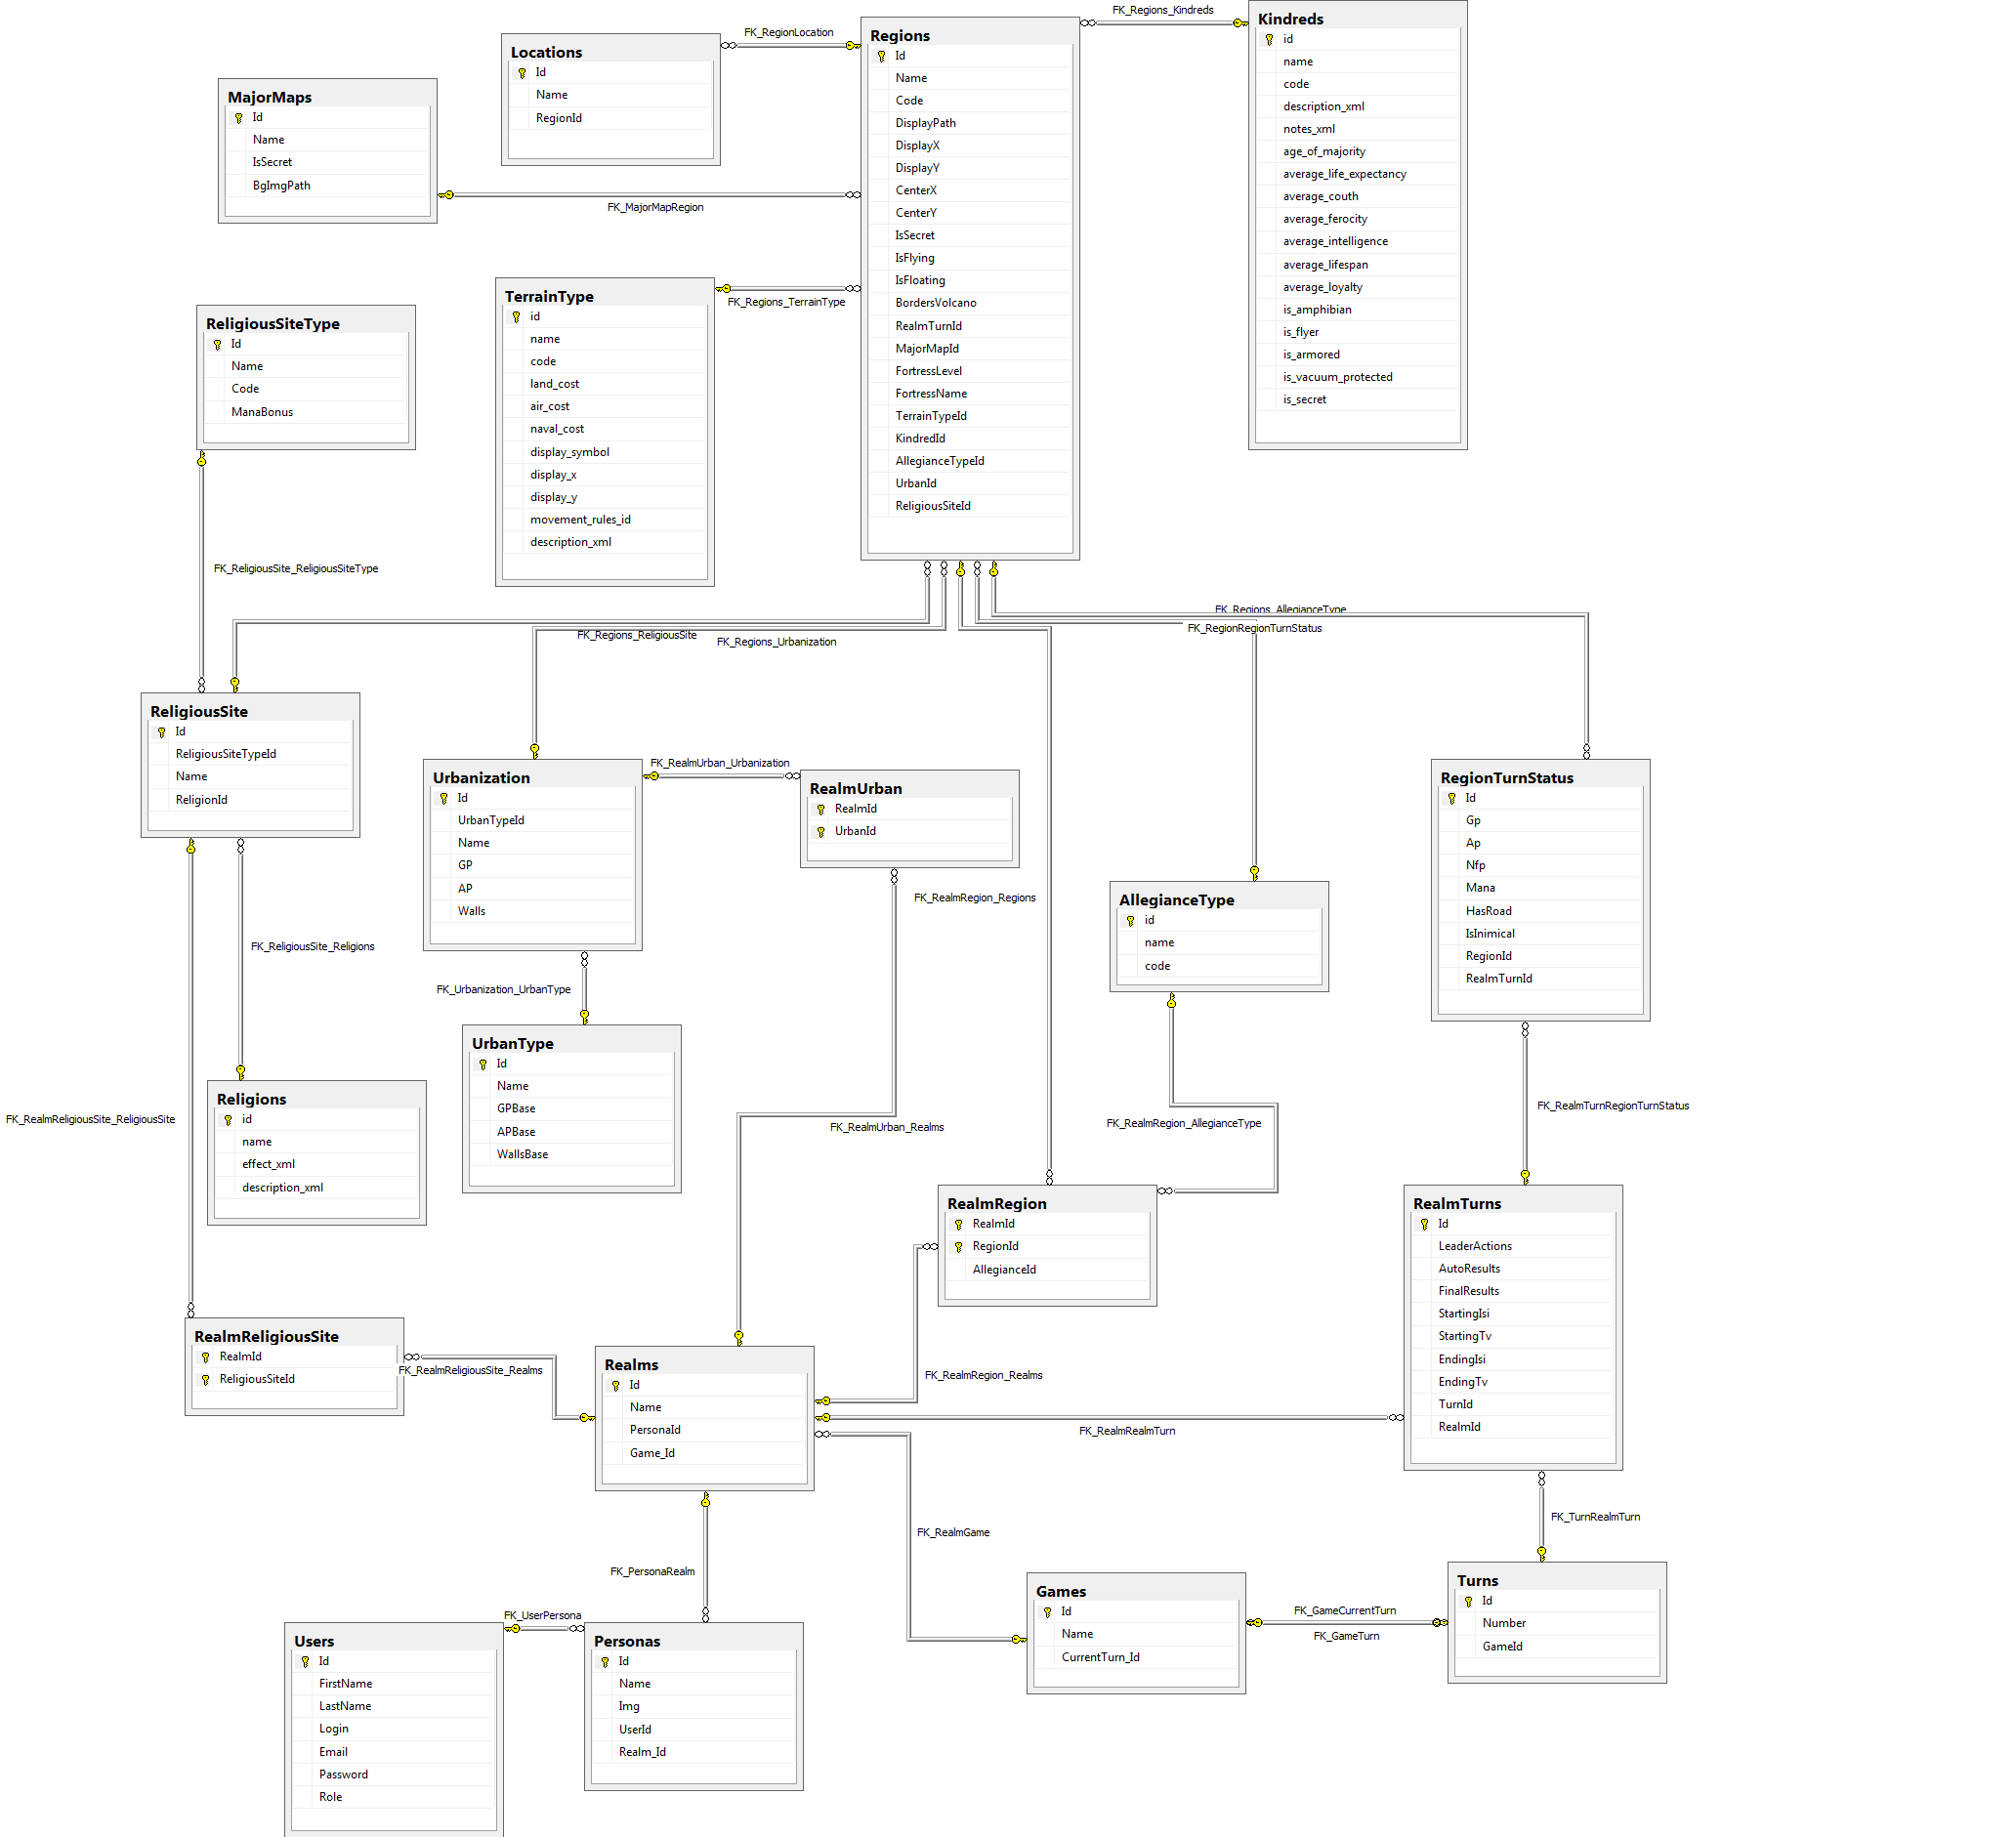 FK_Regions_Kindreds
Kindreds
id
name
code
description_xml
notes_xml
age_of_majority
average_life_expectancy
average_couth
average_ferocity
average_intelligence
average_lifespan
average_loyalty
is_amphibian
is_flyer
is_armored
is_vacuum_protected
is_secret
FK_RegionLocation
Regions
Id
Name
Code
DisplayPath
DisplayX
DisplayY
CenterX
CenterY
IsSecret
IsFlying
IsFloating
BordersVolcano
RealmTurnId
MajorMapId
FortressLevel
FortressName
TerrainTypeId
KindredId
AllegianceTypeId
UrbanId
ReligiousSiteId
Locations
Id
Name
RegionId
MajorMaps
Id
Name
IsSecret
BgImgPath
FK_MajorMapRegion
TerrainType
id
name
code
land_cost
air_cost
naval_cost
display_symbol
display_x
display_y
movement_rules_id
description_xml
FK_Regions_TerrainType
ReligiousSiteType
Id
Name
Code
ManaBonus
FK_ReligiousSite_ReligiousSiteType
FK_Regions_ReligiousSite
FK_Regions_Urbanization
FK_Regions_AllegianceType
FK_RegionRegionTurnStatus
ReligiousSite
Id
ReligiousSiteTypeId
Name
ReligionId
Urbanization
Id
UrbanTypeId
Name
GP
AP
Walls
FK_RealmUrban_Urbanization
RealmUrban
RealmId
UrbanId
RegionTurnStatus
Id
Gp
Ap
Nfp
Mana
HasRoad
IsInimical
RegionId
RealmTurnId
FK_RealmRegion_Regions
AllegianceType
id
name
code
FK_ReligiousSite_Religions
FK_Urbanization_UrbanType
UrbanType
Id
Name
GPBase
APBase
WallsBase
Religions
id
name
effect_xml
description_xml
FK_RealmReligiousSite_ReligiousSite
FK_RealmUrban_Realms
FK_RealmRegion_AllegianceType
FK_RealmTurnRegionTurnStatus
RealmRegion
RealmId
RegionId
AllegianceId
RealmTurns
Id
LeaderActions
AutoResults
FinalResults
StartingIsi
StartingTv
EndingIsi
EndingTv
TurnId
RealmId
RealmReligiousSite
RealmId
ReligiousSiteId
FK_RealmReligiousSite_Realms
Realms
Id
Name
PersonaId
Game_Id
FK_RealmRegion_Realms
FK_RealmRealmTurn
FK_RealmGame
FK_TurnRealmTurn
FK_PersonaRealm
Games
Id
Name
CurrentTurn_Id
FK_GameCurrentTurn
FK_GameTurn
Turns
Id
Number
GameId
FK_UserPersona
Users
Id
FirstName
LastName
Login
Email
Password
Role
Personas
Id
Name
Img
UserId
Realm_Id